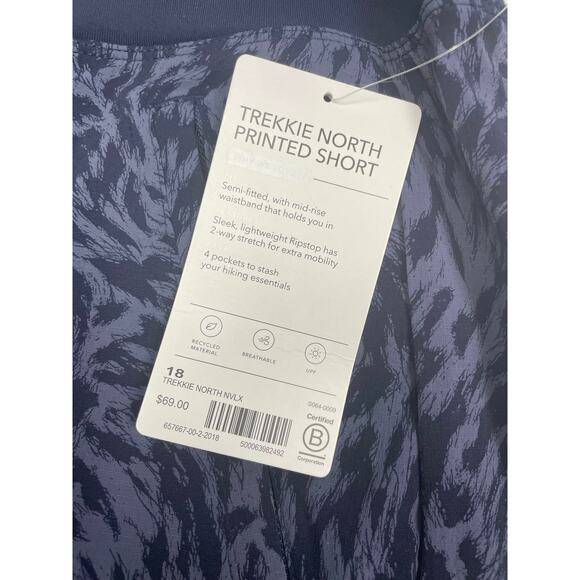 TREKKIE NORTH
PRINTED SHORT
Semi-fitted, with mid-rise
waistband that holds you in
Sleek, lightweight Ripstop has
2-way stretch for extra mobility
4 pockets to stash
your hiking essentials
RECYCLED
MATERIAL
BREATHABLE
UPF
18
TREKKIE NORTH NVLX
$69.00
657667-00-2-2018
500063982492
S064-0009
Certified
B
Corporation